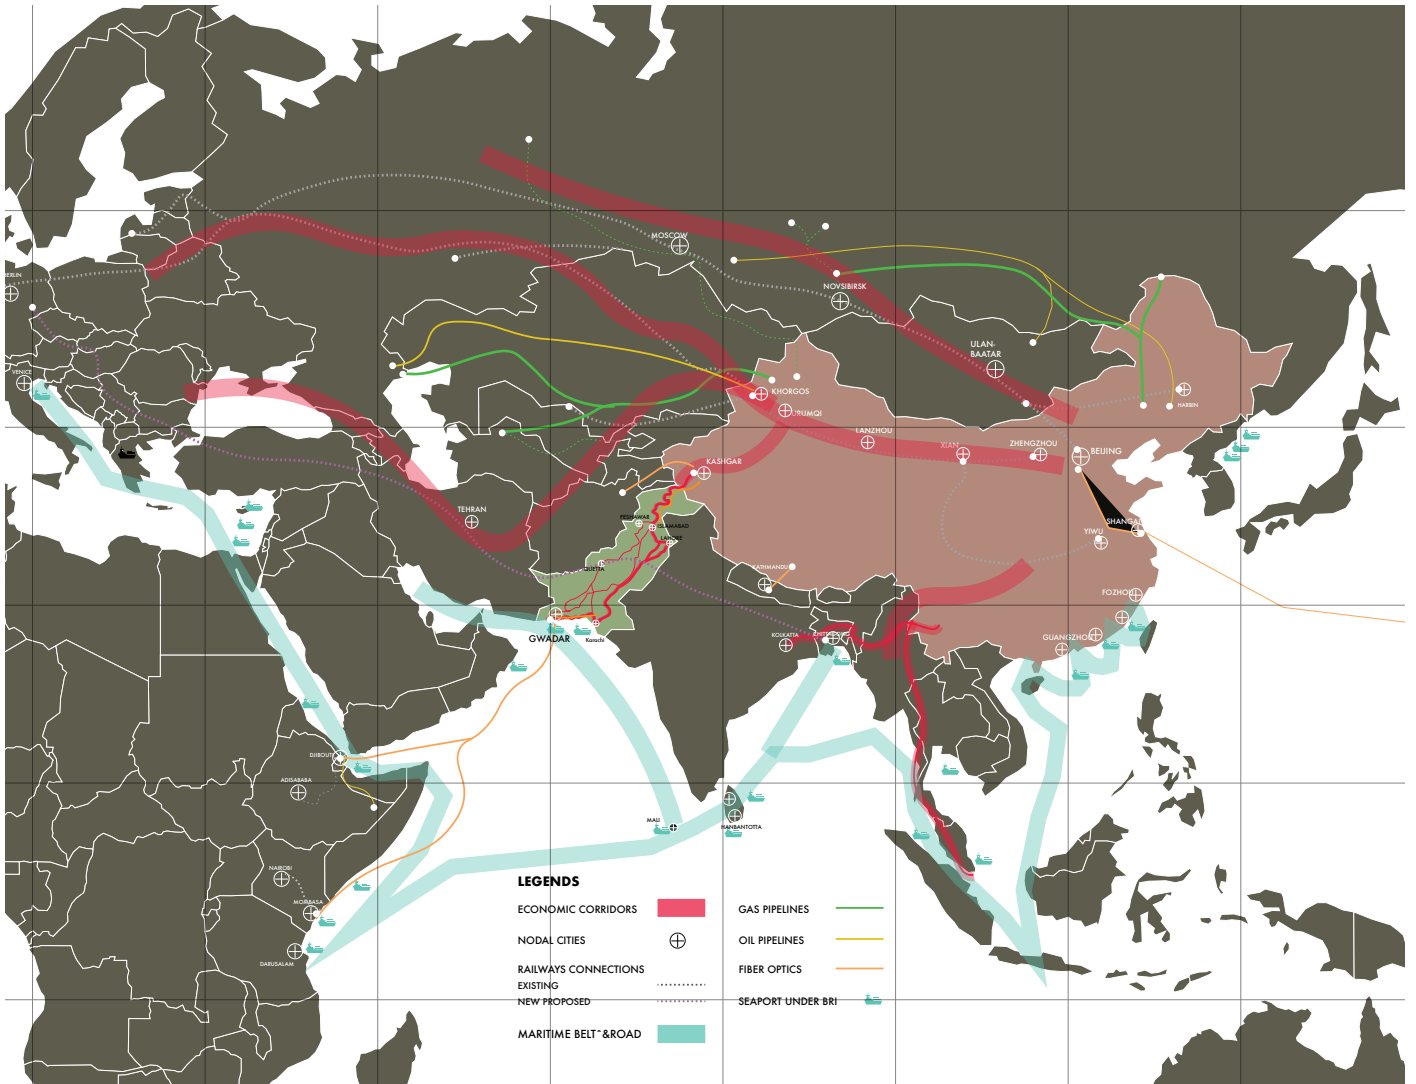 MOSCOW
BERLIN
NOVSIBIRSK
ULAN-
BAATAR
VENICE
KHORGOS
URUMQI
HARBIN
LANZHOU
XIAN
ZHENGZHOU
BEIJING
KASHGAR
TEHRAN
PESHAWAR
ISLAMABAD
LAHORE
SHANGAI
YIWU
QUETTA
KATHMANDU
FOZHOU
GWADAR
Karachi
KOLKATTA
GUANGZHOU
DJIBOUTI
ADISABABA
MALI
HANBANTOTTA
NAIROBI
MOMBASA
DARUSALAM
LEGENDS
ECONOMIC CORRIDORS
NODAL CITIES
RAILWAYS CONNECTIONS
EXISTING
NEW PROPOSED
MARITIME BELT^&ROAD
GAS PIPELINES
OIL PIPELINES
FIBER OPTICS
SEAPORT UNDER BRI